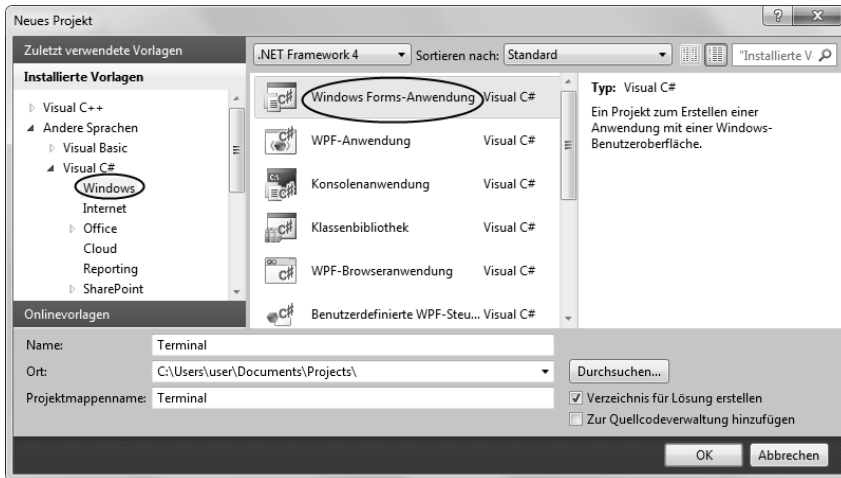 Neues Projekt
Zuletzt verwendete Vorlagen
.NET Framework 4
Sortieren nach: Standard
"Installierte V
Installierte Vorlagen
Visual C++
Andere Sprachen
Visual Basic
Visual C#
Windows
Internet
Office
Cloud
Reporting
SharePoint
Onlinevorlagen
Windows Forms-Anwendung Visual C#
WPF-Anwendung Visual C#
Konsolenanwendung Visual C#
Klassenbibliothek Visual C#
WPF-Browseranwendung Visual C#
Benutzerdefinierte WPF-Steu... Visual C#
Typ: Visual C#
Ein Projekt zum Erstellen einer
Anwendung mit einer Windows-
Benutzeroberfläche.
Name: Terminal
Ort: C:\Users\user\Documents\Projects\
Durchsuchen...
Projektmappenname: Terminal
Verzeichnis für Lösung erstellen
Zur Quellcodeverwaltung hinzufügen
OK
Abbrechen